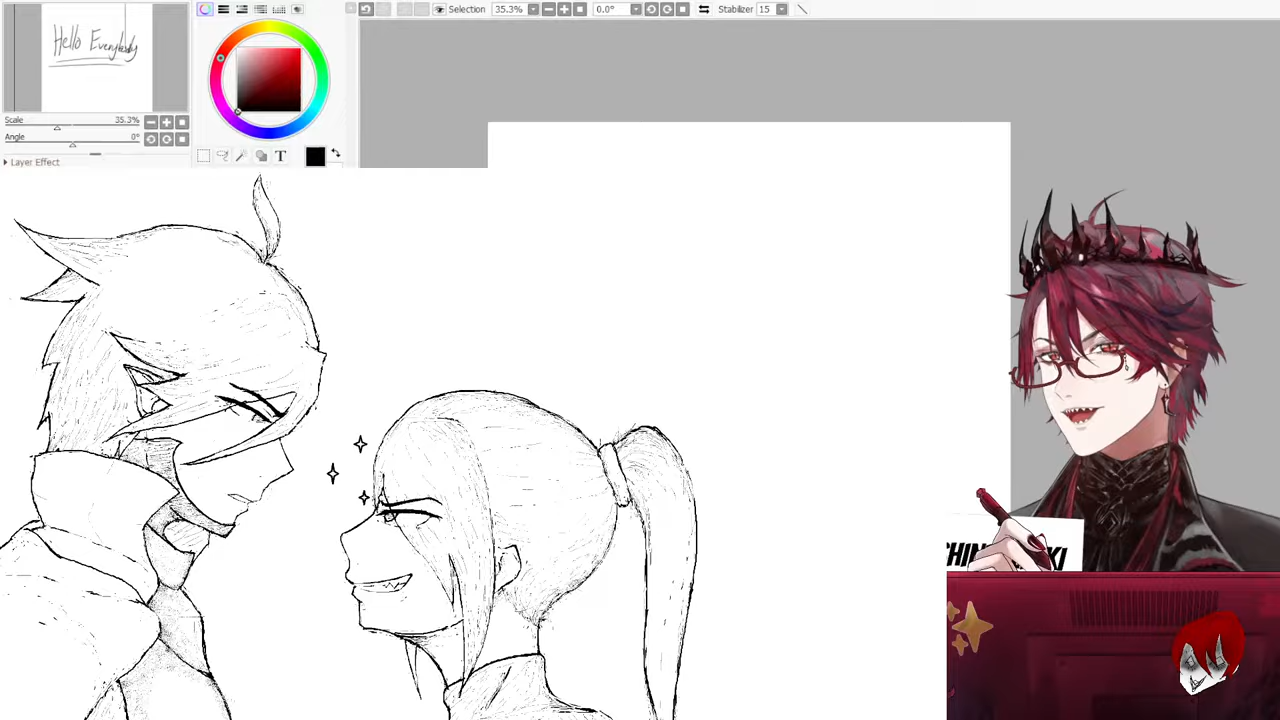 Hello Everybody
Selection 35.3% 0.0° Stabilizer 15
Scale 35.3%
Angle 0°
Layer Effect
T